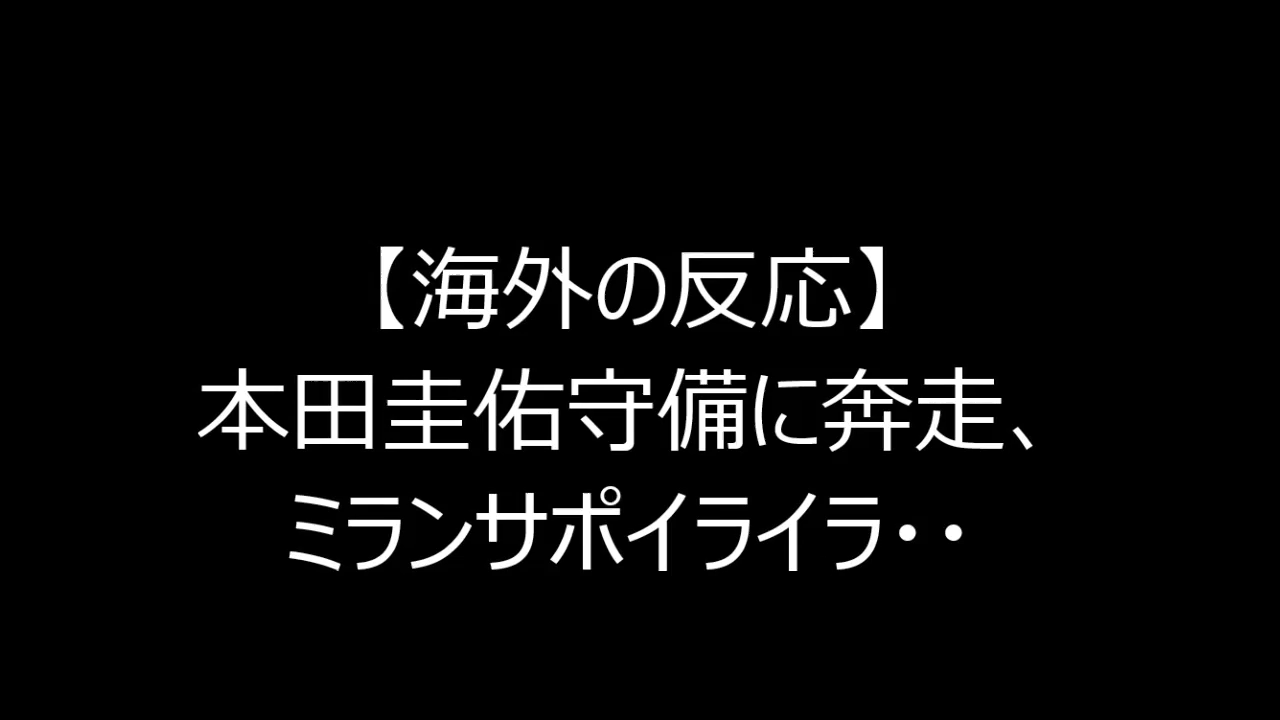 【海外の反応】
本田圭佑守備に奔走、
ミランサポイライラ・・